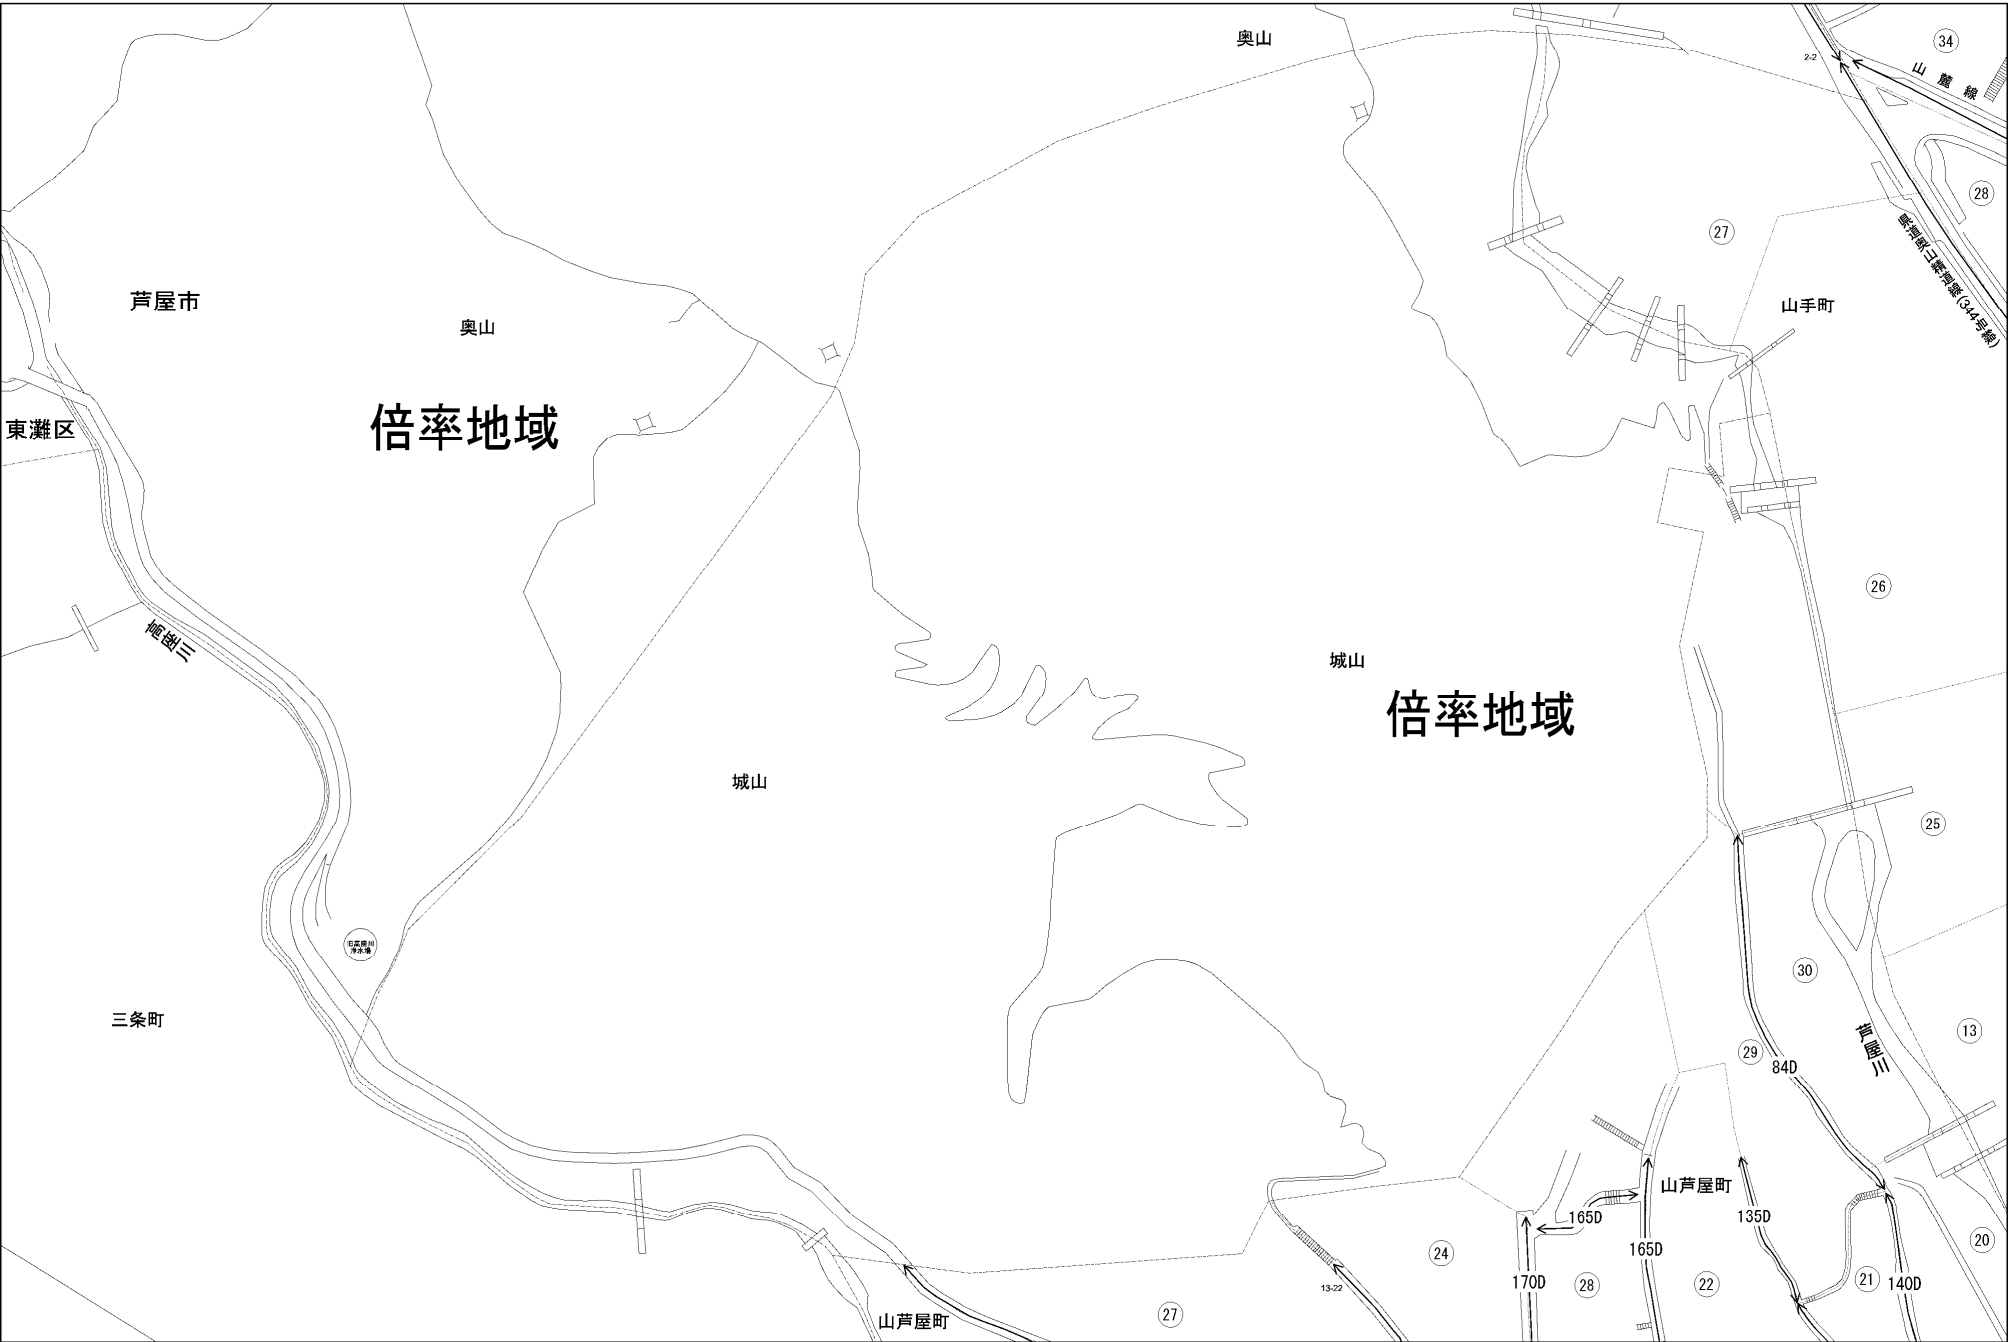 奥山
34
2-2
山麓線
28
27
県道奥山精道線(344号線)
芦屋市
奥山
山手町
倍率地域
東灘区
26
高座川
城山
倍率地域
城山
25
旧高座川
浄水場
30
三条町
芦屋川
13
29
84D
山芦屋町
165D
135D
165D
24
20
170D
28
22
21
140D
13-22
27
山芦屋町